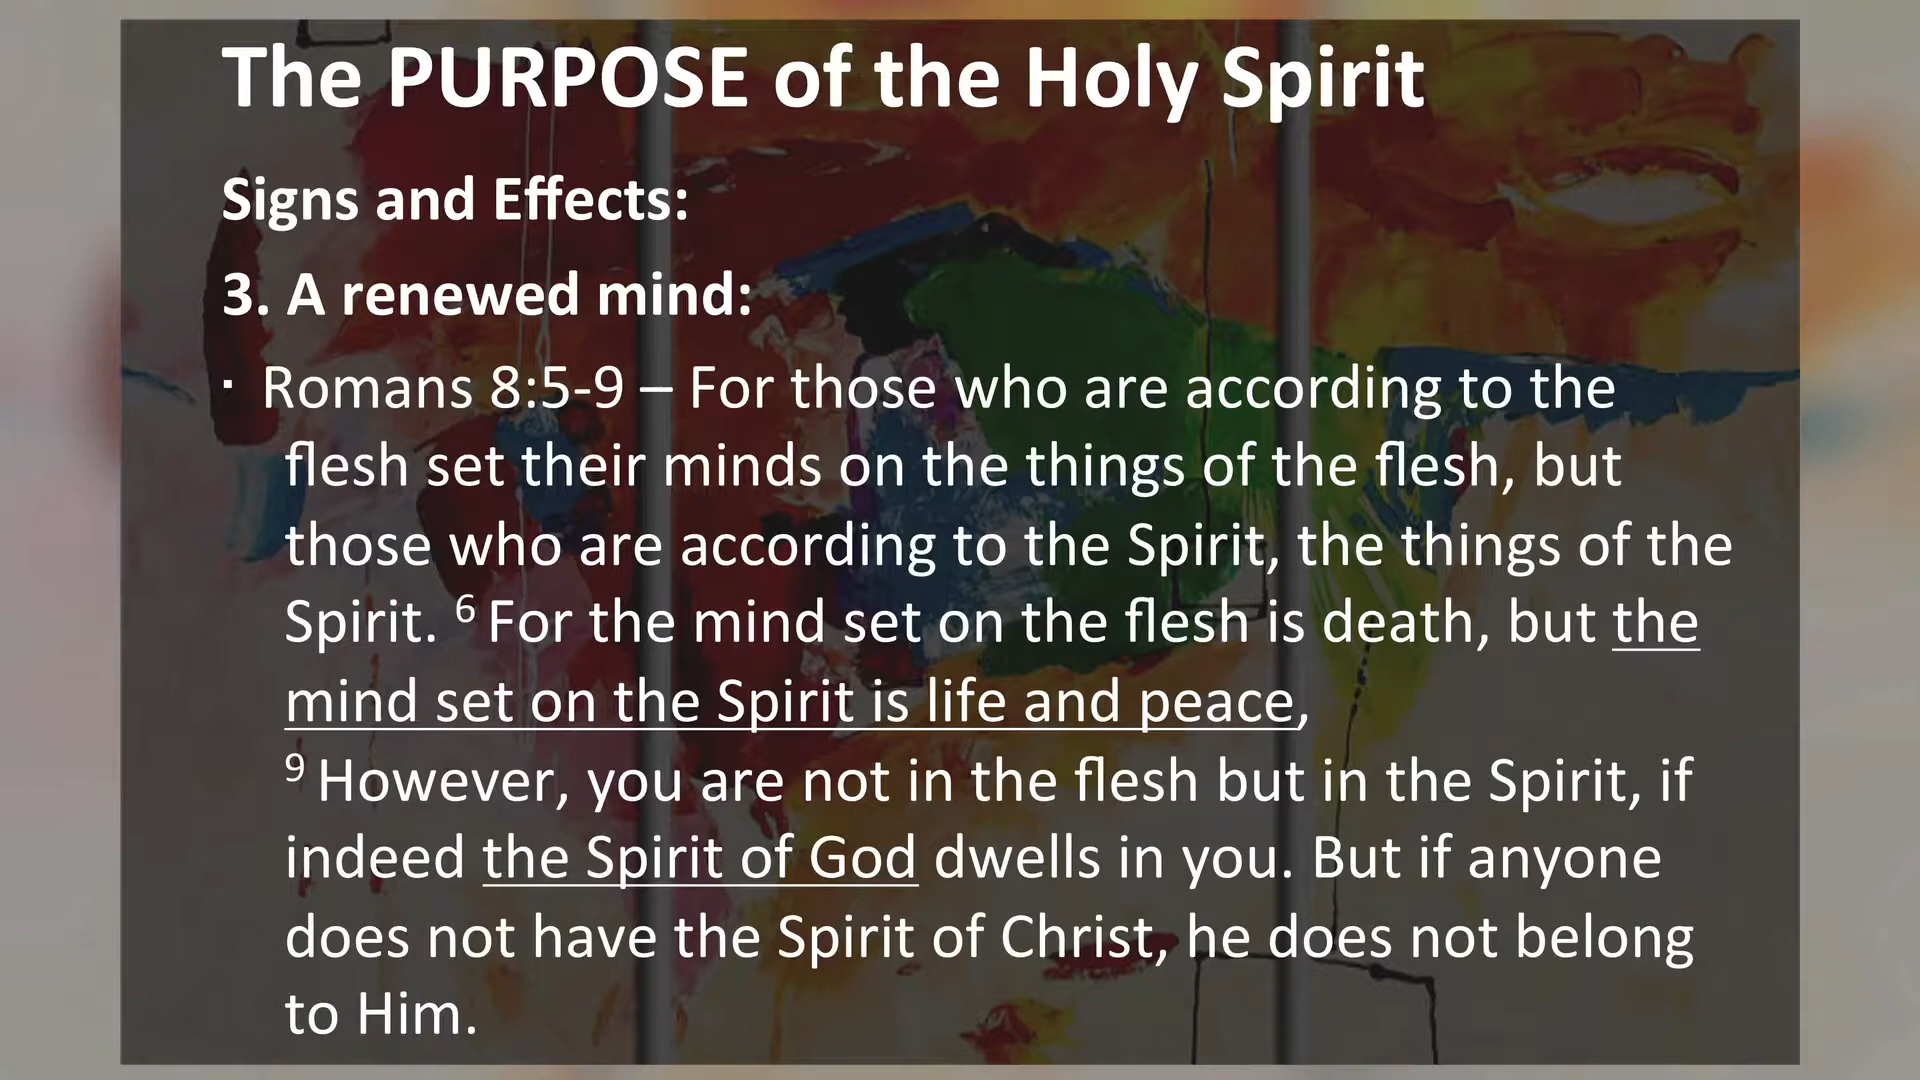 The PURPOSE of the Holy Spirit
Signs and Effects:
3. A renewed mind:
▪ Romans 8:5-9 – For those who are according to the
flesh set their minds on the things of the flesh, but
those who are according to the Spirit, the things of the
Spirit. ⁶ For the mind set on the flesh is death, but the
mind set on the Spirit is life and peace,
⁹ However, you are not in the flesh but in the Spirit, if
indeed the Spirit of God dwells in you. But if anyone
does not have the Spirit of Christ, he does not belong
to Him.